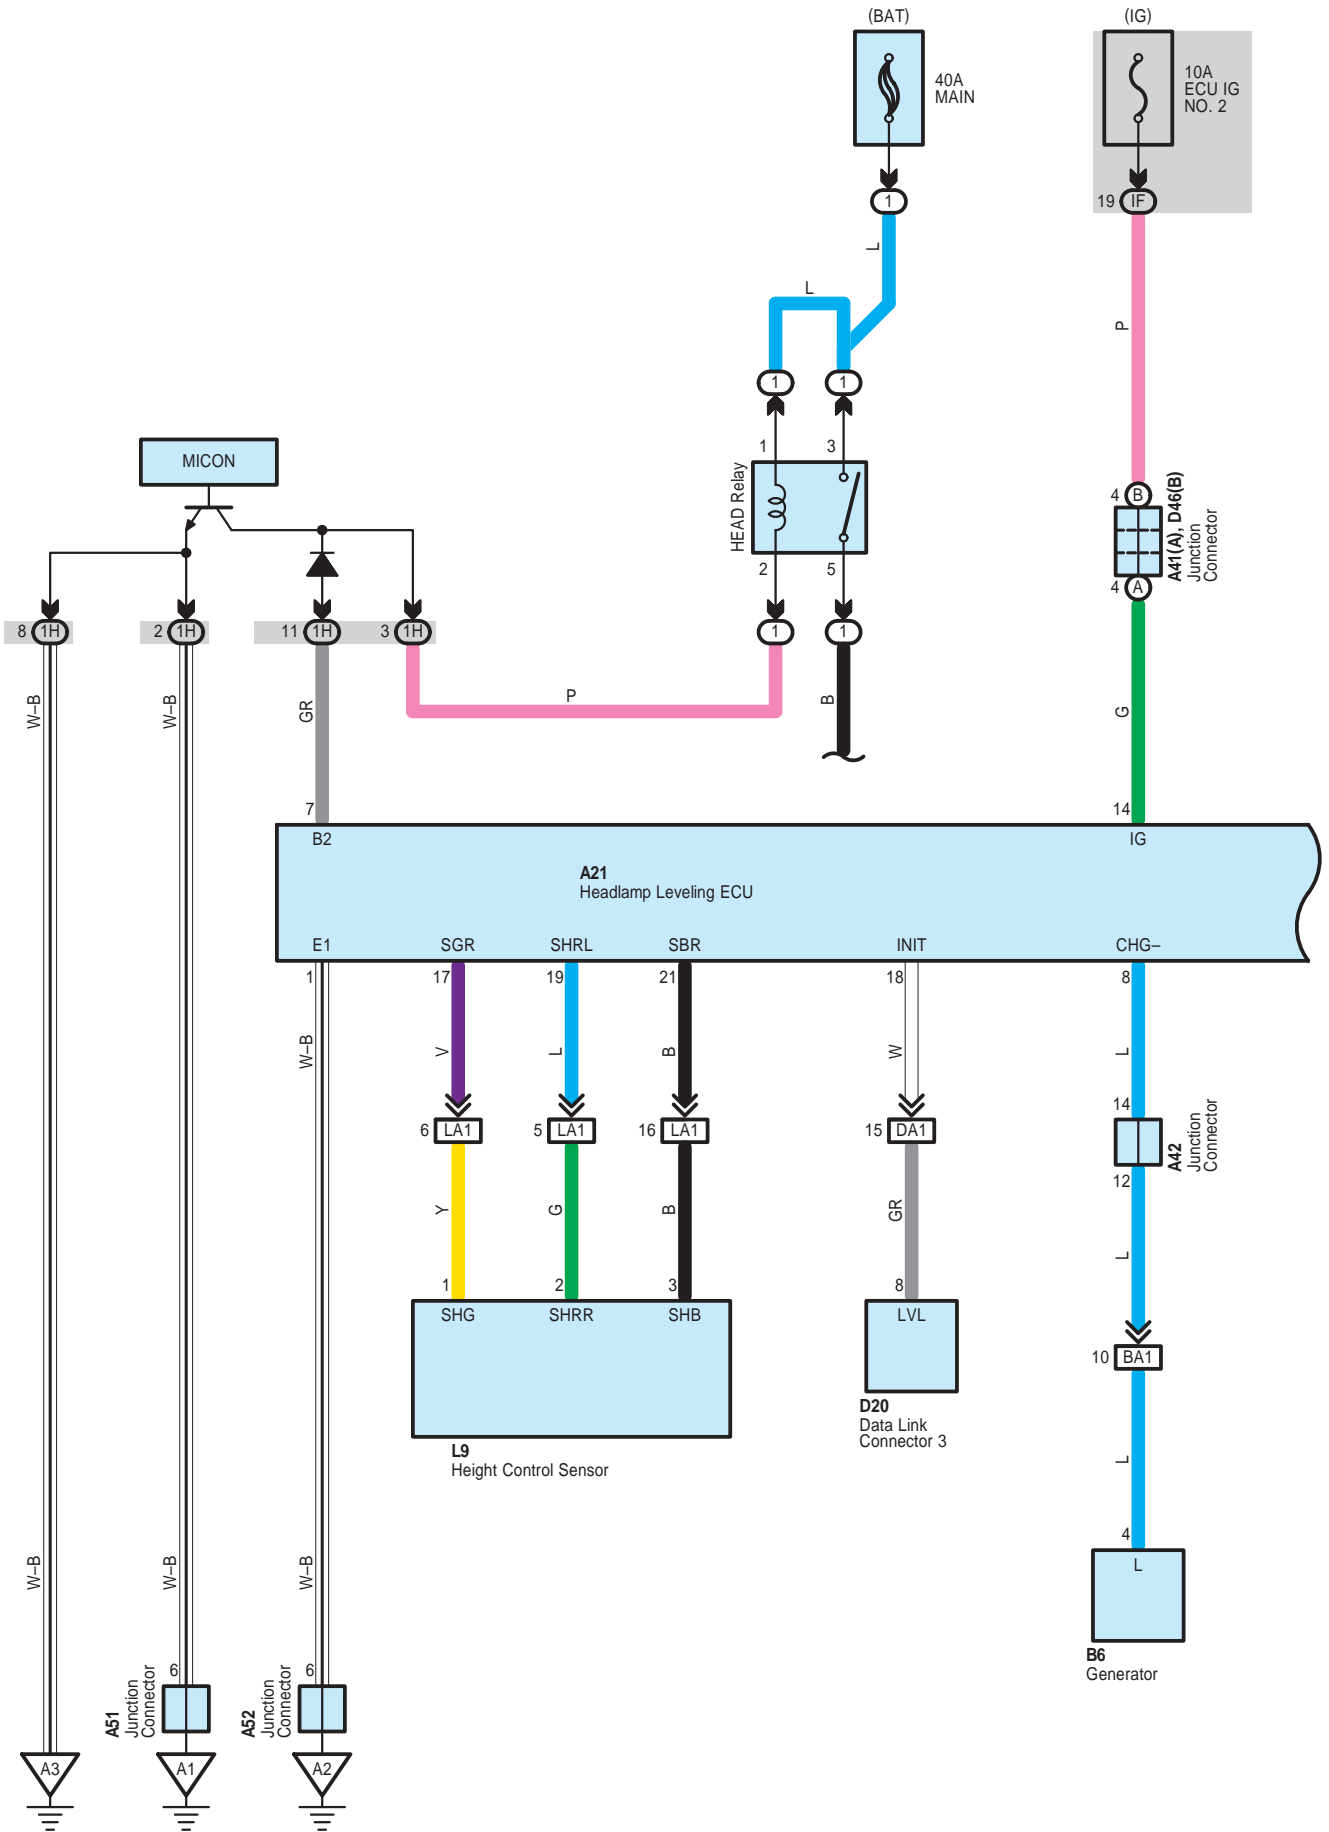 (BAT)
(IG)
40A
MAIN
10A
ECU IG
NO. 2
1
19 IF
L
L
P
1
1
MICON
1
3
HEAD Relay
4 B
A41(A), D46(B)
Junction
Connector
2
5
4 A
8 1H
2 1H
11 1H
3 1H
1
1
W–B
W–B
GR
P
B
G
7
14
B2
IG
A21
Headlamp Leveling ECU
E1
SGR
SHRL
SBR
INIT
CHG–
1
17
19
21
18
8
W–B
V
L
B
W
L
14
6 LA1
5 LA1
16 LA1
15 DA1
A42
Junction
Connector
12
Y
G
B
GR
L
1
2
3
8
SHG
SHRR
SHB
LVL
10 BA1
D20
Data Link
Connector 3
L9
Height Control Sensor
L
4
L
B6
Generator
W–B
W–B
W–B
6
6
A51
Junction
Connector
A52
Junction
Connector
A3
A1
A2